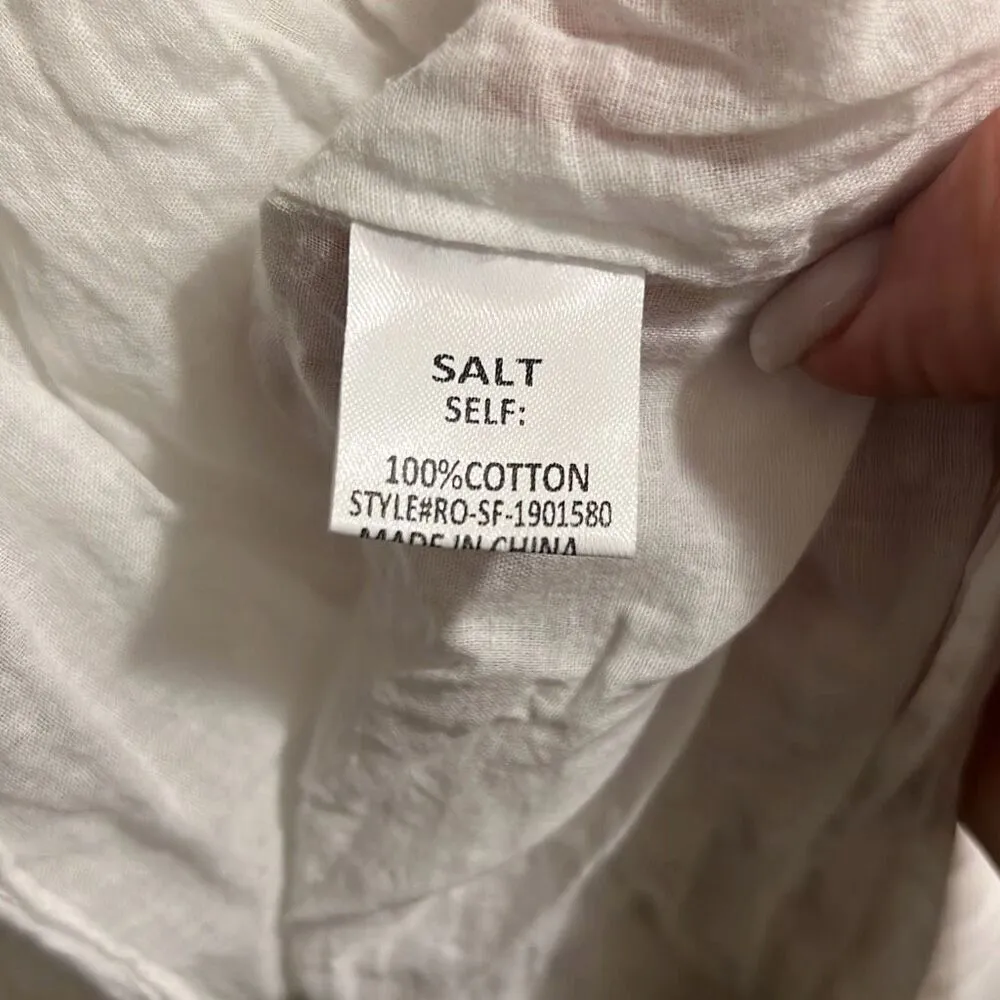 SALT
SELF:
100%COTTON
STYLE#RO-SF-1901580
MADE IN CHINA